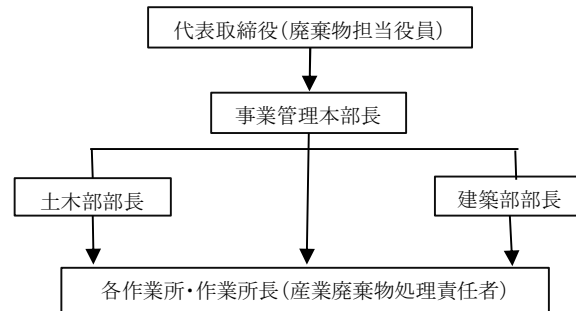 代表取締役(廃棄物担当役員)
事業管理本部長
土木部部長
建築部部長
各作業所・作業所長(産業廃棄物処理責任者)